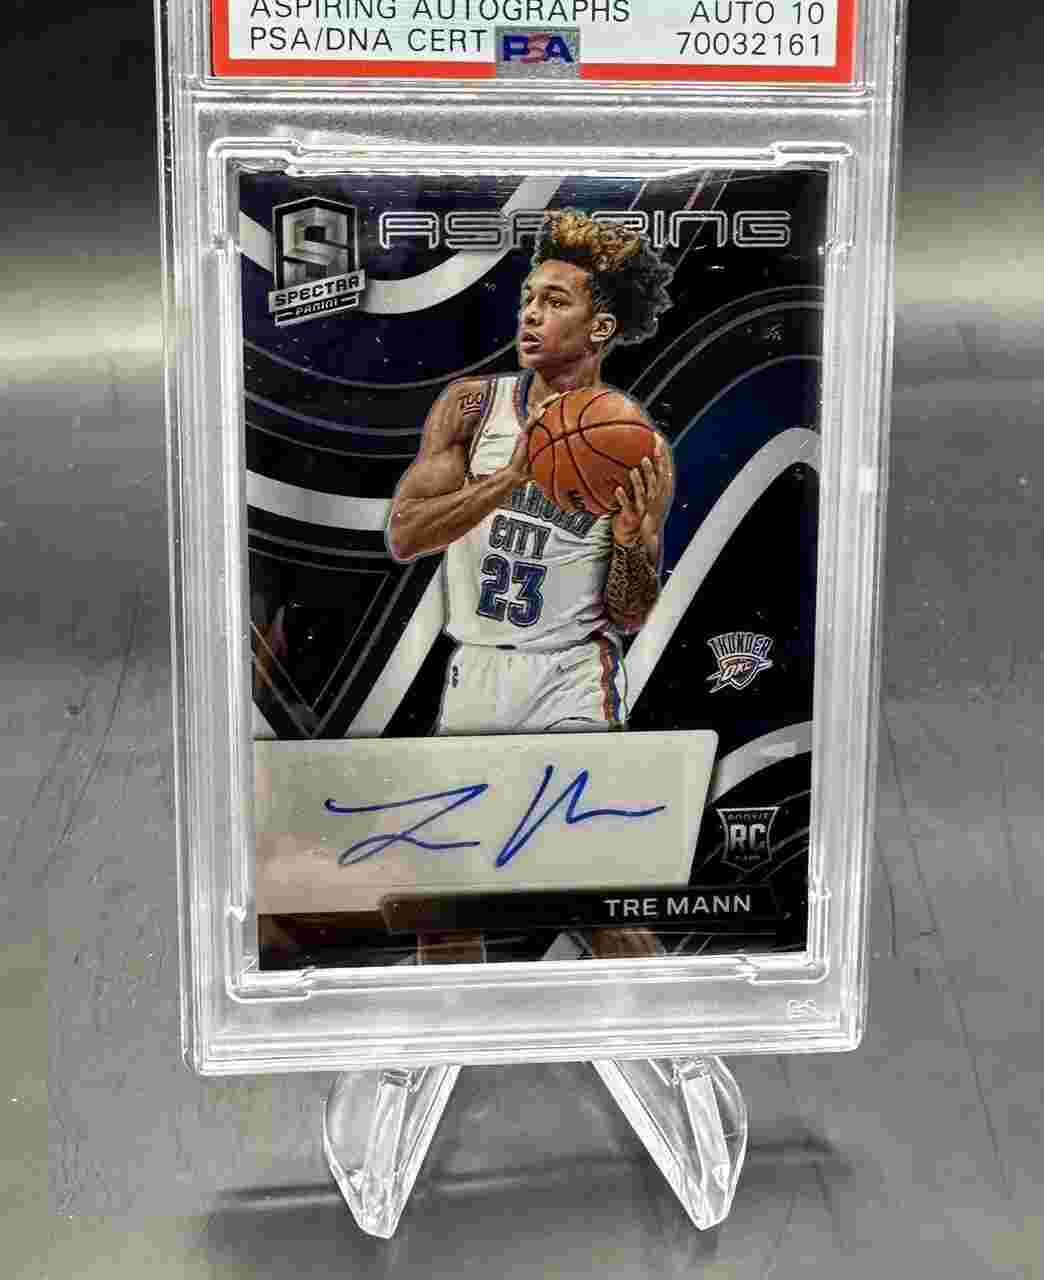 ASPIRING AUTOGRAPHS AUTO 10
PSA/DNA CERT PSA 70032161
S
SPECTRA
PANINI
ASPIRING
CITY
23
THUNDER
OKC
ROOKIE
RC
CARD
TRE MANN